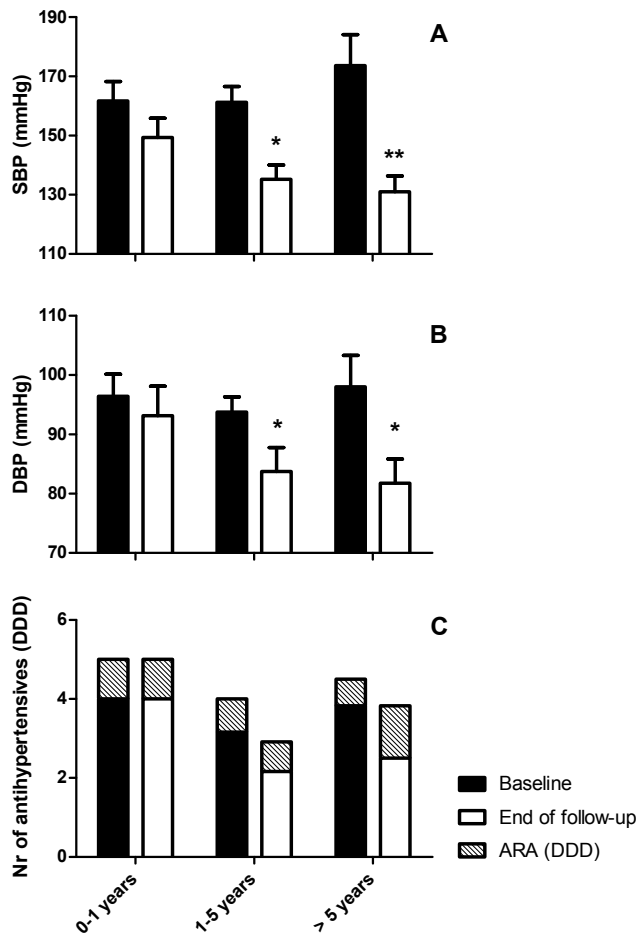 A
SBP (mmHg)
190
170
150
130
110
*
**
B
DBP (mmHg)
110
100
90
80
70
*
*
C
Nr of antihypertensives (DDD)
6
4
2
0
0-1 years
1-5 years
> 5 years
Baseline
End of follow-up
ARA (DDD)